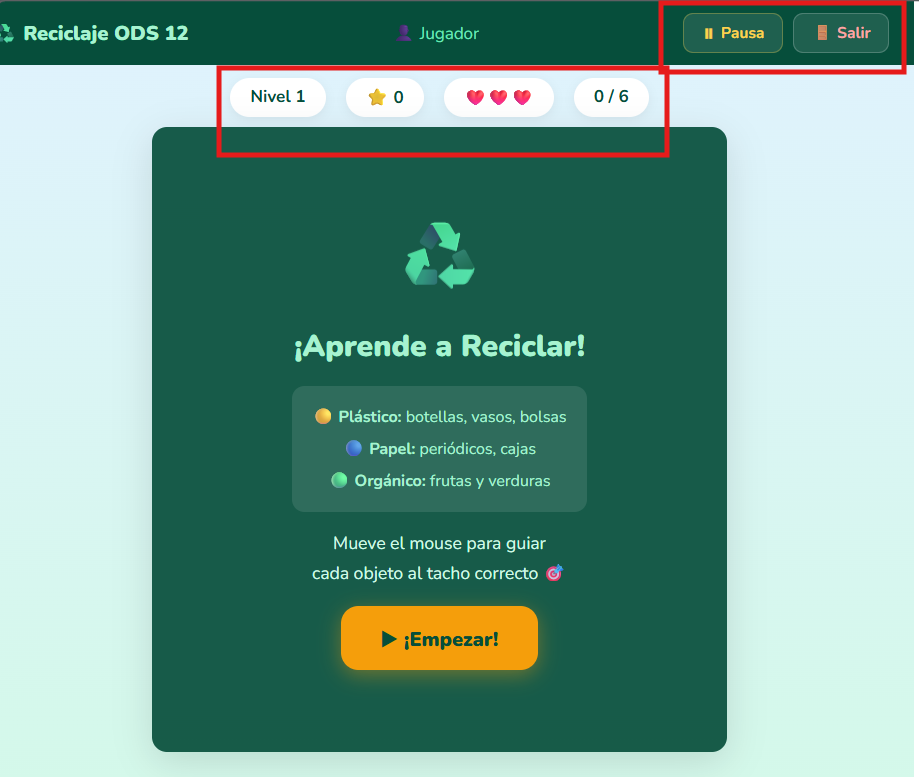 Reciclaje ODS 12
Jugador
Pausa
Salir
Nivel 1
0
0 / 6
¡Aprende a Reciclar!
Plástico: botellas, vasos, bolsas
Papel: periódicos, cajas
Orgánico: frutas y verduras
Mueve el mouse para guiar
cada objeto al tacho correcto
¡Empezar!